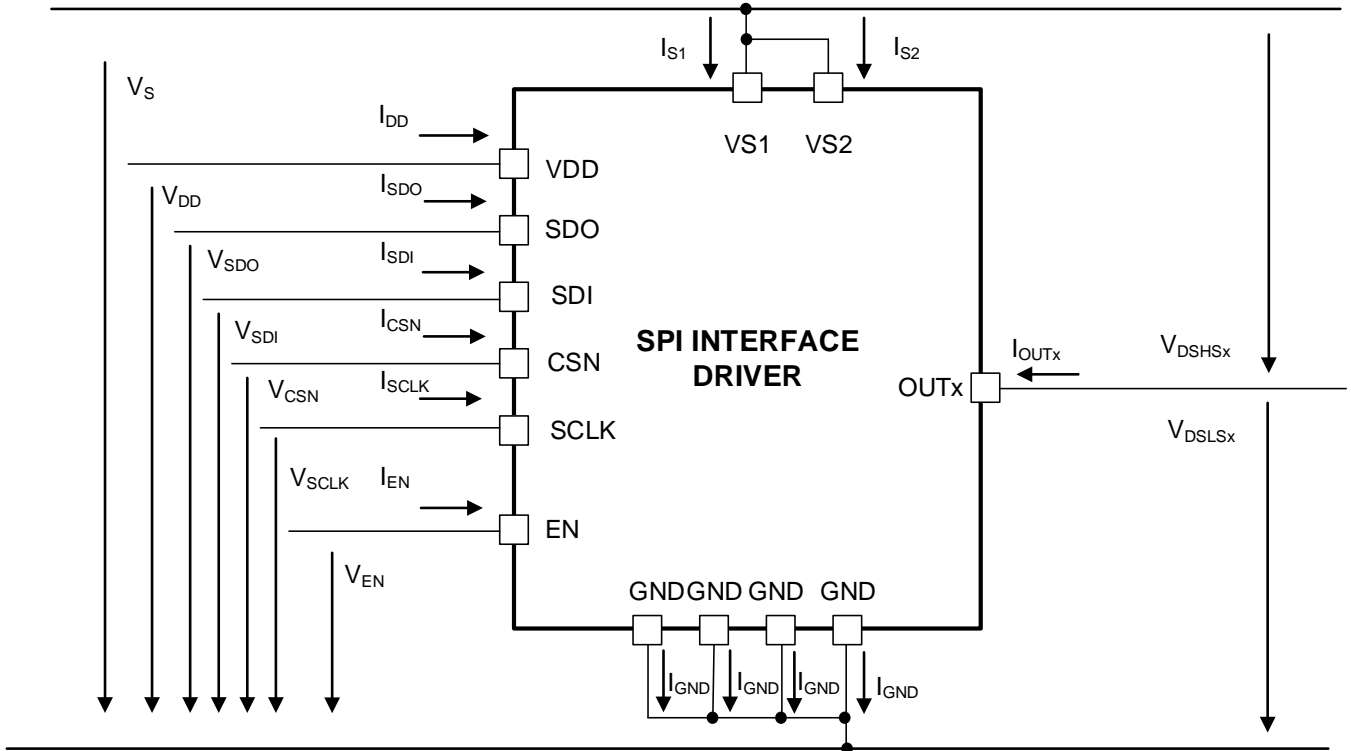 I_S1
I_S2
V_S
I_DD
VS1
VS2
VDD
V_DD
I_SDO
SDO
V_SDO
I_SDI
SDI
V_SDI
I_CSN
CSN
SPI INTERFACE
DRIVER
I_OUTx
V_DSHSx
V_CSN
I_SCLK
OUTx
SCLK
V_DSLSx
V_SCLK
I_EN
EN
V_EN
GND
GND
GND
GND
I_GND
I_GND
I_GND
I_GND